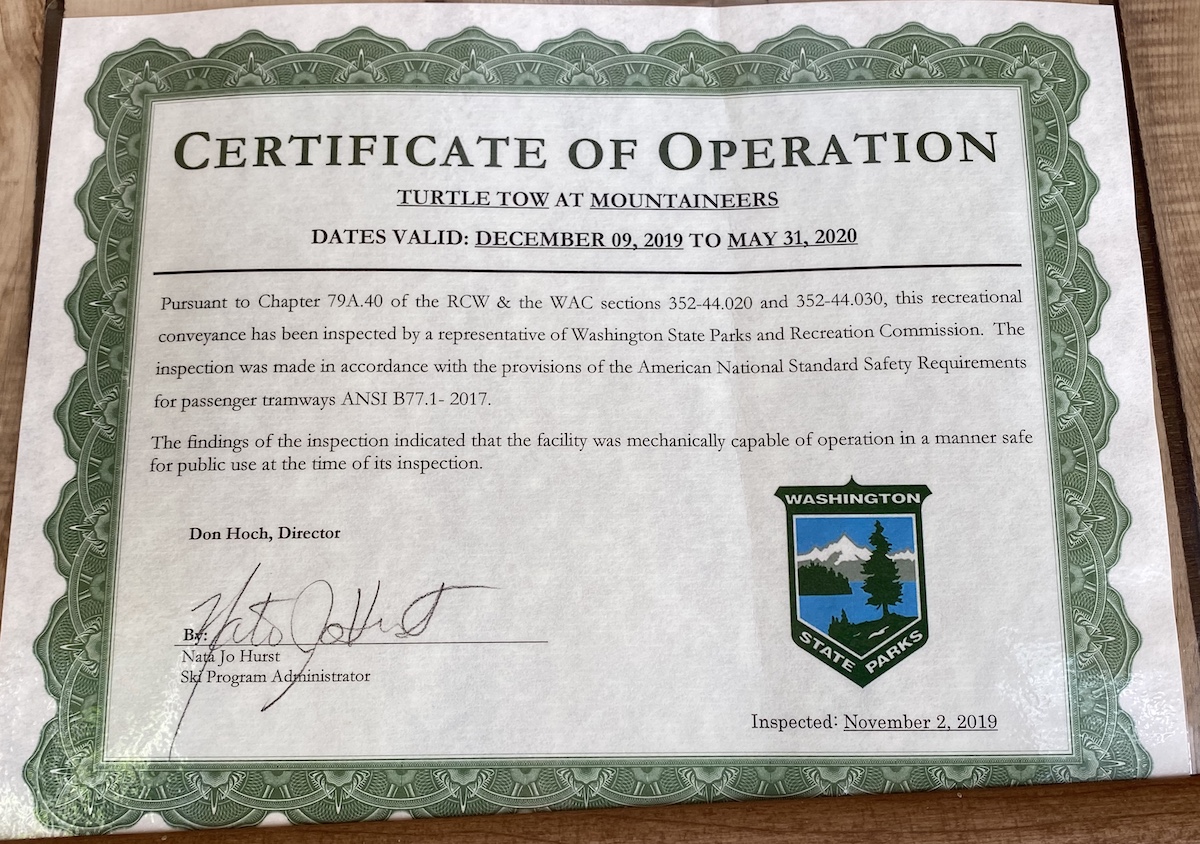 CERTIFICATE OF OPERATION
TURTLE TOW AT MOUNTAINEERS
DATES VALID: DECEMBER 09, 2019 TO MAY 31, 2020
Pursuant to Chapter 79A.40 of the RCW & the WAC sections 352-44.020 and 352-44.030, this recreational
conveyance has been inspected by a representative of Washington State Parks and Recreation Commission. The
inspection was made in accordance with the provisions of the American National Standard Safety Requirements
for passenger tramways ANSI B77.1- 2017.
The findings of the inspection indicated that the facility was mechanically capable of operation in a manner safe
for public use at the time of its inspection.
Don Hoch, Director
By: Nata Jo Hurst
Nata Jo Hurst
Ski Program Administrator
WASHINGTON
STATE PARKS
Inspected: November 2, 2019